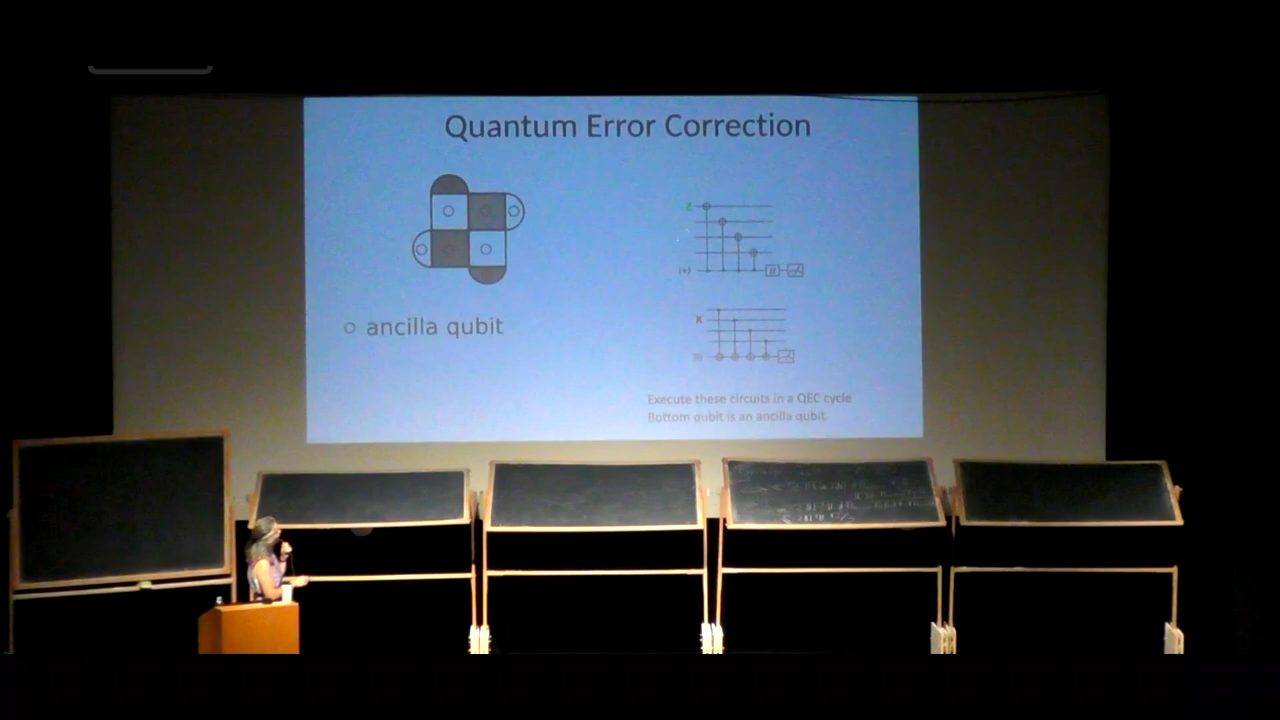 Quantum Error Correction
ancilla qubit
Z
X
Execute these circuits in a QEC cycle
Bottom qubit is an ancilla qubit.